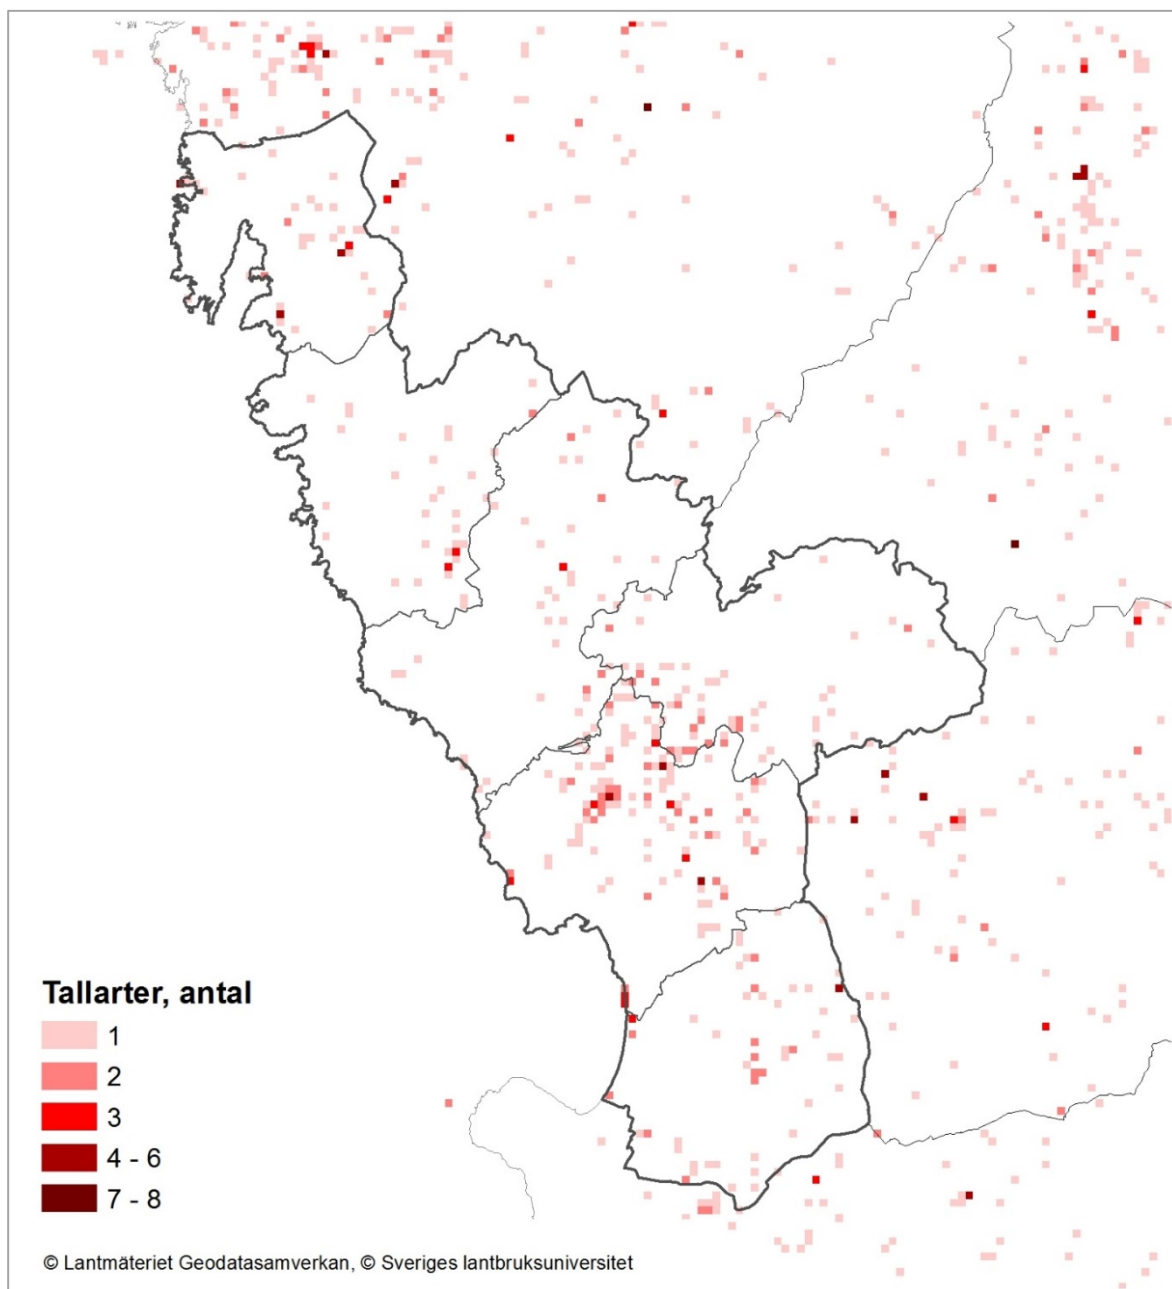 Tallarter, antal
1
2
3
4 - 6
7 - 8
© Lantmäteriet Geodatasamverkan, © Sveriges lantbruksuniversitet